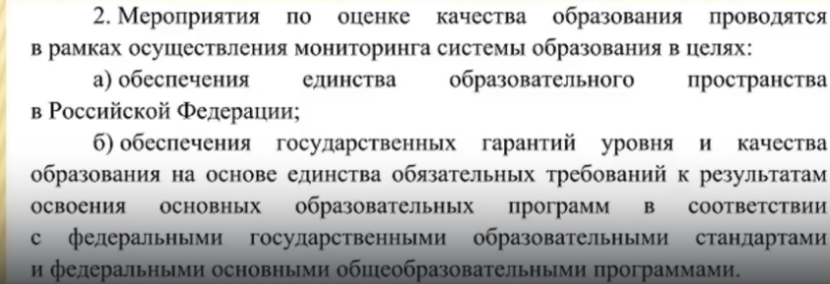 2. Мероприятия по оценке качества образования проводятся
в рамках осуществления мониторинга системы образования в целях:
а) обеспечения единства образовательного пространства
в Российской Федерации;
б) обеспечения государственных гарантий уровня и качества
образования на основе единства обязательных требований к результатам
освоения основных образовательных программ в соответствии
с федеральными государственными образовательными стандартами
и федеральными основными общеобразовательными программами.